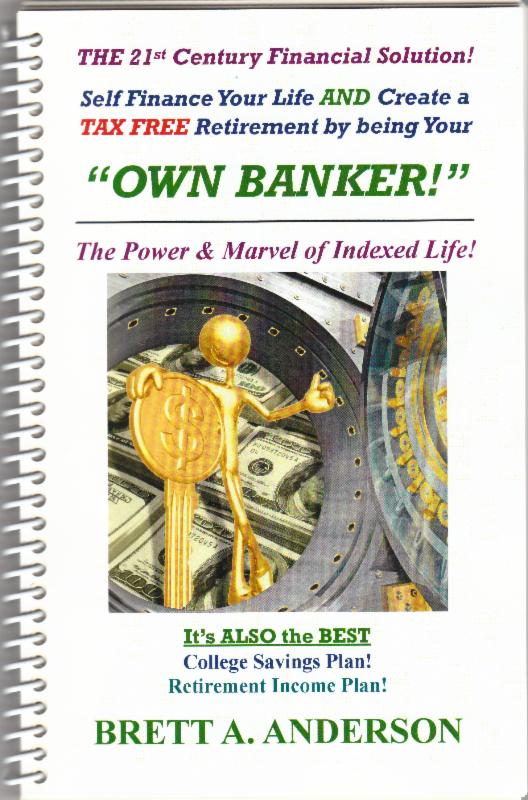 THE 21st Century Financial Solution!
Self Finance Your Life AND Create a
TAX FREE Retirement by being Your
“OWN BANKER!”
The Power & Marvel of Indexed Life!
$
100
It's ALSO the BEST
College Savings Plan!
Retirement Income Plan!
BRETT A. ANDERSON